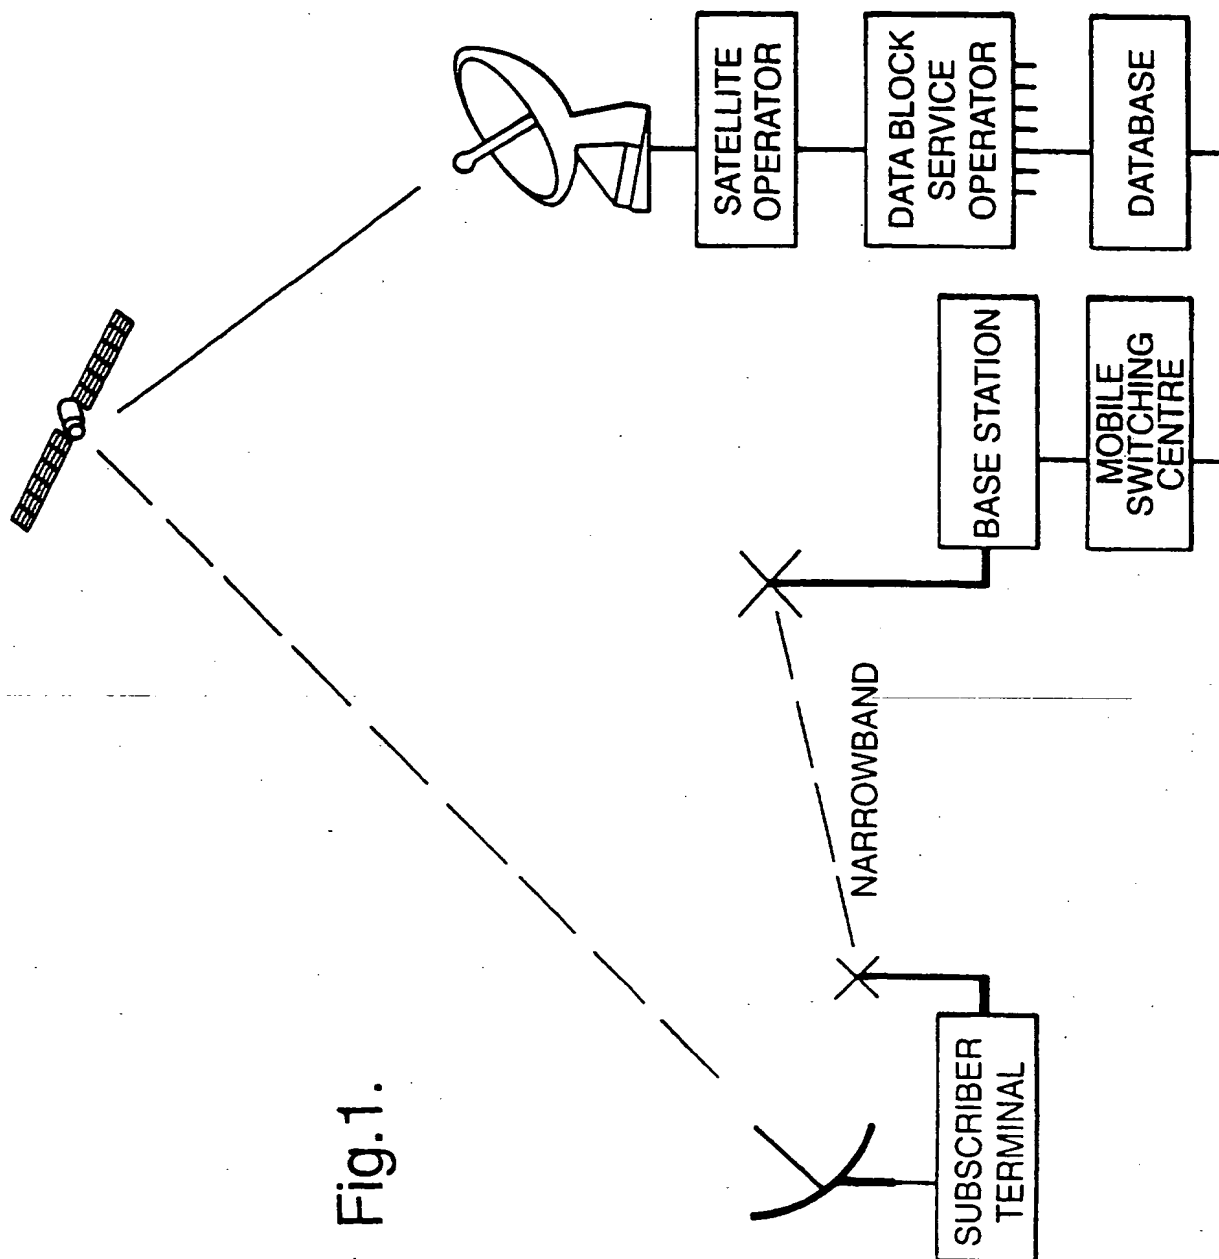 Fig.1.
SATELLITE
OPERATOR
DATA BLOCK
SERVICE
OPERATOR
DATABASE
BASE STATION
MOBILE
SWITCHING
CENTRE
NARROWBAND
SUBSCRIBER
TERMINAL